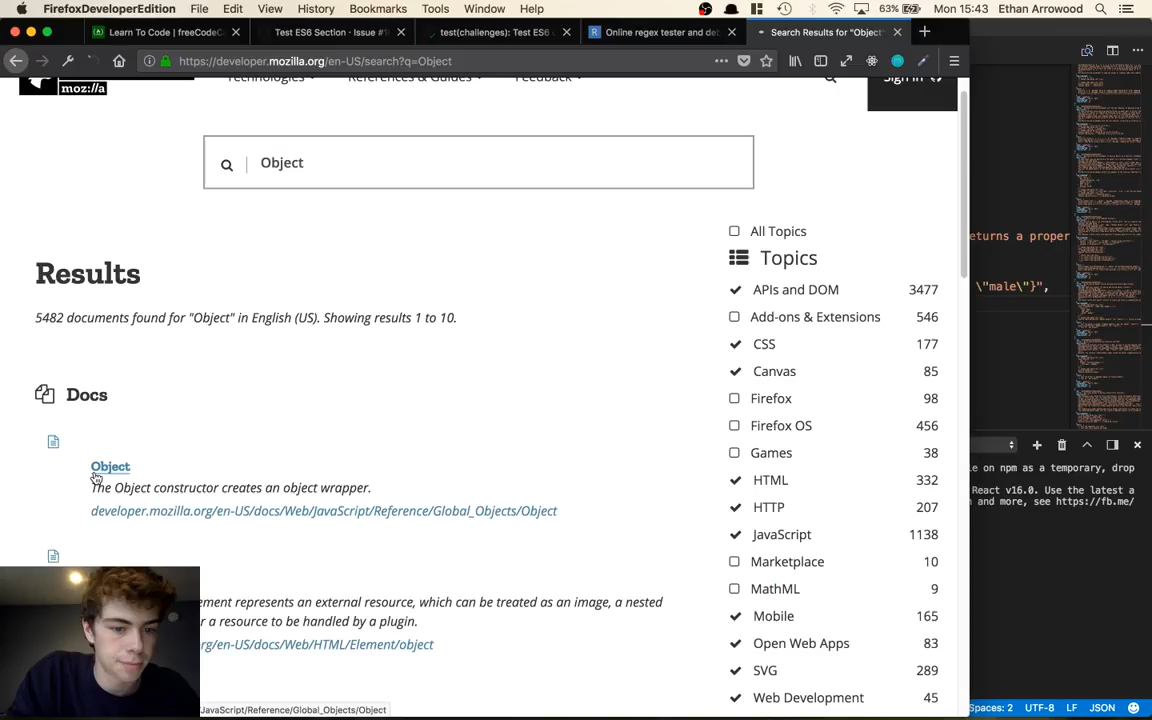 FirefoxDeveloperEdition File Edit View History Bookmarks Tools Window Help 63% Mon 15:43 Ethan Arrowood
Learn To Code | freeCodeC
Test ES6 Section · Issue #1
test(challenges): Test ES6
Online regex tester and deb
Search Results for "Object"
https://developer.mozilla.org/en-US/search?q=Object
moz://a
Technologies References & Guides Feedback Sign in
Object
All Topics
Topics
Results
5482 documents found for "Object" in English (US). Showing results 1 to 10.
APIs and DOM 3477
Add-ons & Extensions 546
CSS 177
Canvas 85
Firefox 98
Firefox OS 456
Games 38
HTML 332
HTTP 207
JavaScript 1138
Marketplace 10
MathML 9
Mobile 165
Open Web Apps 83
SVG 289
Web Development 45
Docs
Object
The Object constructor creates an object wrapper.
developer.mozilla.org/en-US/docs/Web/JavaScript/Reference/Global_Objects/Object
ement represents an external resource, which can be treated as an image, a nested
r a resource to be handled by a plugin.
rg/en-US/docs/Web/HTML/Element/object
JavaScript/Reference/Global_Objects/Object
eturns a proper
\"male\"}",
le on npm as a temporary, drop
React v16.0. Use the latest a
n and more, see https://fb.me/
Spaces: 2 UTF-8 LF JSON